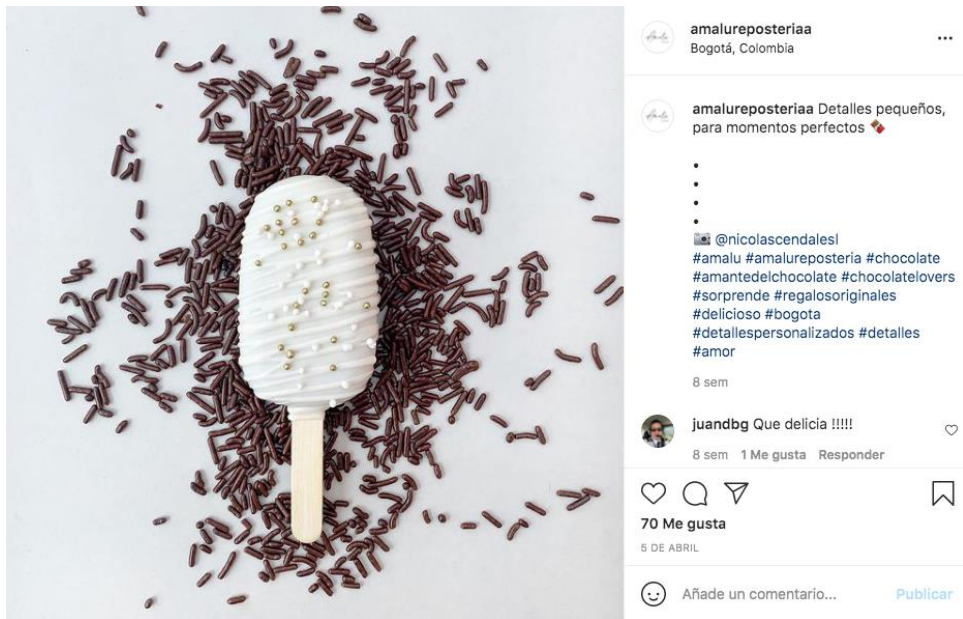 amalureposteriaa
Bogotá, Colombia
amalureposteriaa Detalles pequeños,
para momentos perfectos 🍫
•
•
•
•
📷 @nicolascendalesl
#amalu #amalureposteria #chocolate
#amantedelchocolate #chocolatelovers
#sorprende #regalosoriginales
#delicioso #bogota
#detallespersonalizados #detalles
#amor
8 sem
juandbg Que delicia !!!!!
8 sem 1 Me gusta Responder
70 Me gusta
5 DE ABRIL
Añade un comentario... Publicar